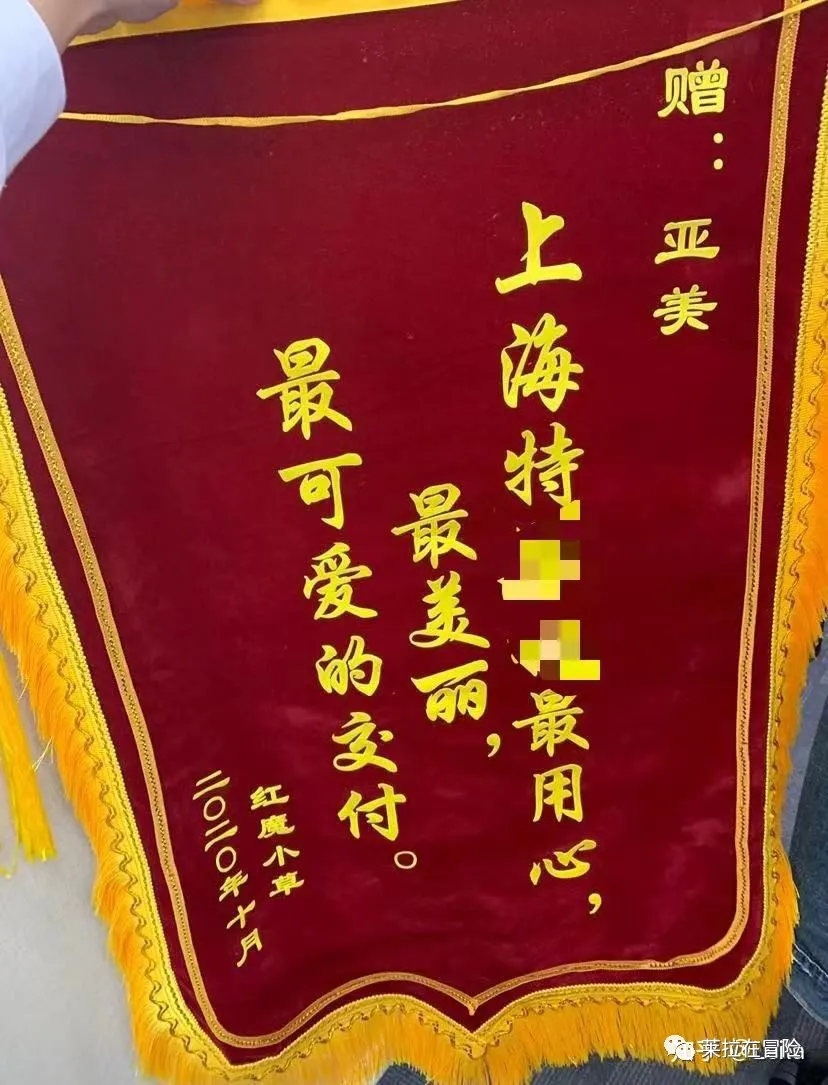 赠：亚美
上海特最用心，
最美丽，
最可爱的交付。
红魔小草
二〇二〇年十月
莱拉在冒险